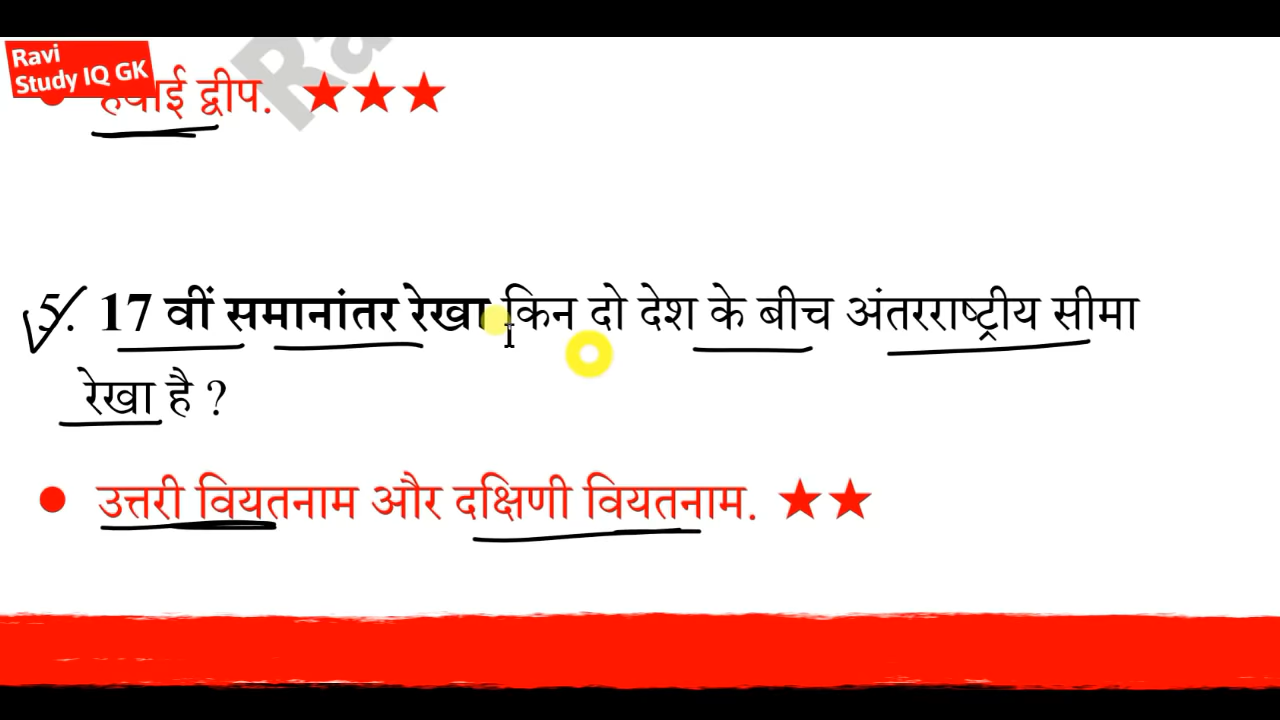 Ravi
Study IQ GK
द्वीप. ★★★
5. 17 वीं समानांतर रेखा किन दो देश के बीच अंतरराष्ट्रीय सीमा
रेखा है ?
● उत्तरी वियतनाम और दक्षिणी वियतनाम. ★★